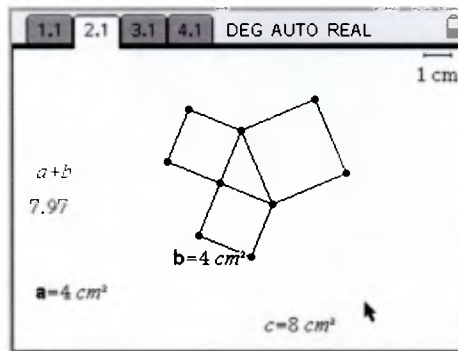 1.1 2.1 3.1 4.1 DEG AUTO REAL
1 cm
a+b
7.97
b=4 cm²
a=4 cm²
c=8 cm²